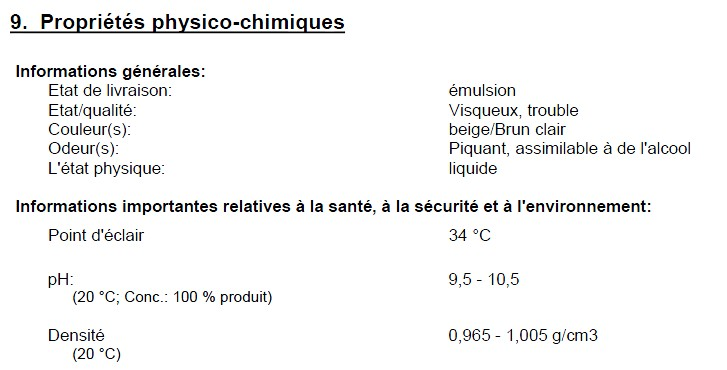 9. Propriétés physico-chimiques
Informations générales:
Etat de livraison: émulsion
Etat/qualité: Visqueux, trouble
Couleur(s): beige/Brun clair
Odeur(s): Piquant, assimilable à de l'alcool
L'état physique: liquide
Informations importantes relatives à la santé, à la sécurité et à l'environnement:
Point d'éclair 34 °C
pH: 9,5 - 10,5
(20 °C; Conc.: 100 % produit)
Densité 0,965 - 1,005 g/cm3
(20 °C)